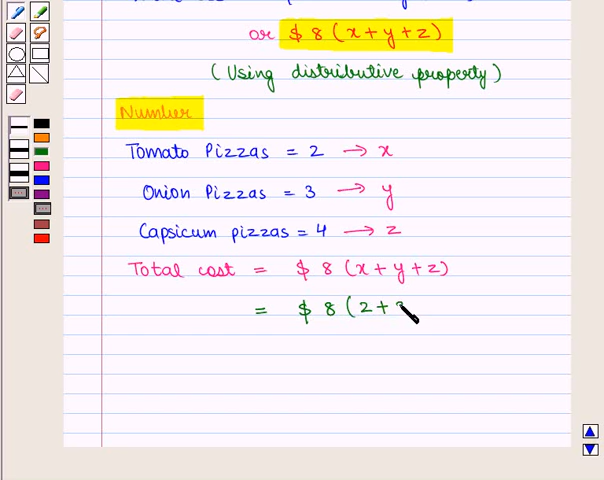 or $ 8 ( x + y + z )
( Using distributive property )
Number
Tomato Pizzas = 2 → x
Onion Pizzas = 3 → y
Capsicum pizzas = 4 → z
Total cost = $ 8 ( x + y + z )
= $ 8 ( 2 +